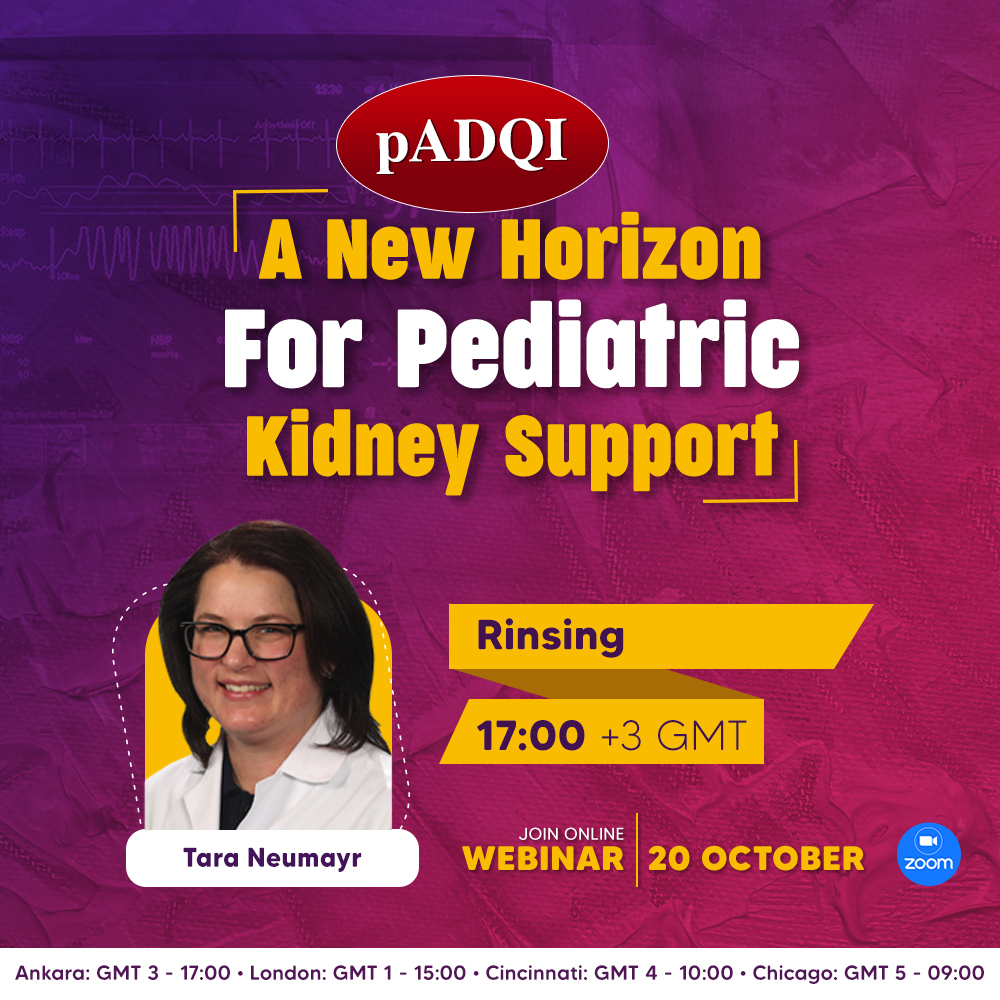 15:30
pADQI
A New Horizon
For Pediatric
Kidney Support
Rinsing
17:00 +3 GMT
Tara Neumayr
JOIN ONLINE
WEBINAR
20 OCTOBER
zoom
Ankara: GMT 3 - 17:00 • London: GMT 1 - 15:00 • Cincinnati: GMT 4 - 10:00 • Chicago: GMT 5 - 09:00